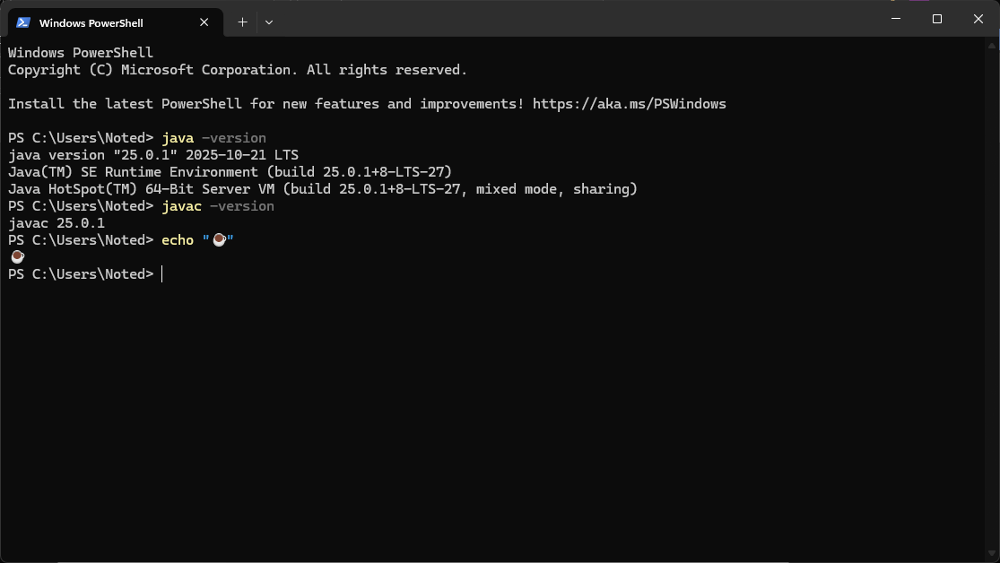 Windows PowerShell
Windows PowerShell
Copyright (C) Microsoft Corporation. All rights reserved.
Install the latest PowerShell for new features and improvements! https://aka.ms/PSWindows
PS C:\Users\Noted> java -version
java version "25.0.1" 2025-10-21 LTS
Java(TM) SE Runtime Environment (build 25.0.1+8-LTS-27)
Java HotSpot(TM) 64-Bit Server VM (build 25.0.1+8-LTS-27, mixed mode, sharing)
PS C:\Users\Noted> javac -version
javac 25.0.1
PS C:\Users\Noted> echo "☕"
☕
PS C:\Users\Noted>